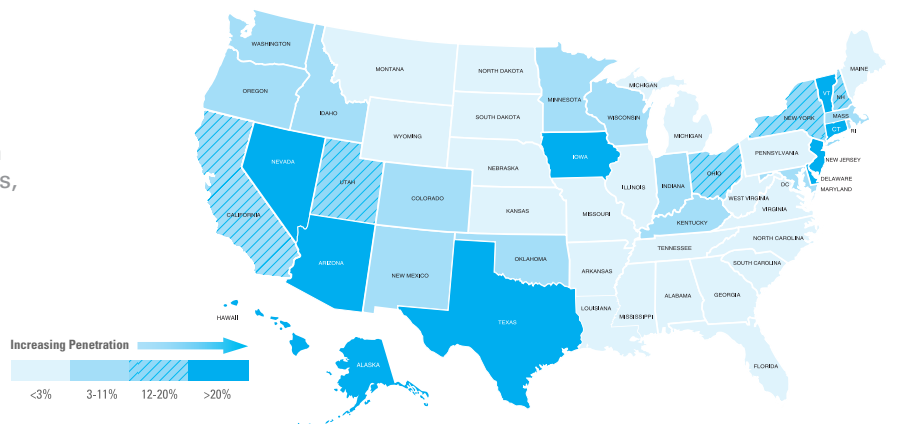 WASHINGTON
MONTANA
NORTH DAKOTA
MAINE
OREGON
IDAHO
MINNESOTA
MICHIGAN
VT
NH
SOUTH DAKOTA
WISCONSIN
NEW YORK
MASS
WYOMING
MICHIGAN
CT
RI
NEVADA
IOWA
PENNSYLVANIA
NEBRASKA
NEW JERSEY
S,
UTAH
ILLINOIS
INDIANA
OHIO
DC
DELAWARE
MARYLAND
COLORADO
WEST VIRGINIA
CALIFORNIA
KANSAS
MISSOURI
VIRGINIA
KENTUCKY
NORTH CAROLINA
TENNESSEE
ARIZONA
OKLAHOMA
SOUTH CAROLINA
NEW MEXICO
ARKANSAS
ALABAMA
GEORGIA
LOUISIANA
MISSISSIPPI
HAWAII
TEXAS
Increasing Penetration
ALASKA
FLORIDA
<3% 3-11% 12-20% >20%